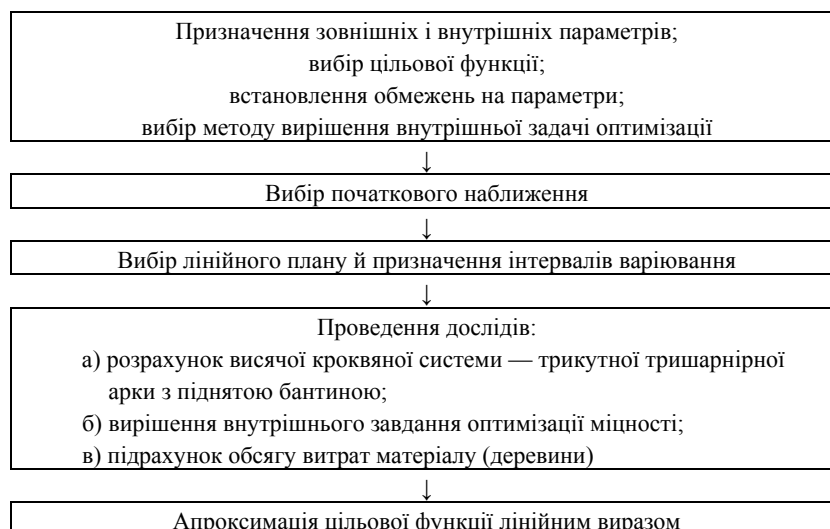 Призначення зовнішніх і внутрішніх параметрів;
вибір цільової функції;
встановлення обмежень на параметри;
вибір методу вирішення внутрішньої задачі оптимізації
↓
Вибір початкового наближення
↓
Вибір лінійного плану й призначення інтервалів варіювання
↓
Проведення дослідів:
а) розрахунок висячої кроквяної системи — трикутної тришарнірної
арки з піднятою бантиною;
б) вирішення внутрішнього завдання оптимізації міцності;
в) підрахунок обсягу витрат матеріалу (деревини)
↓
Апроксимація цільової функції лінійним виразом